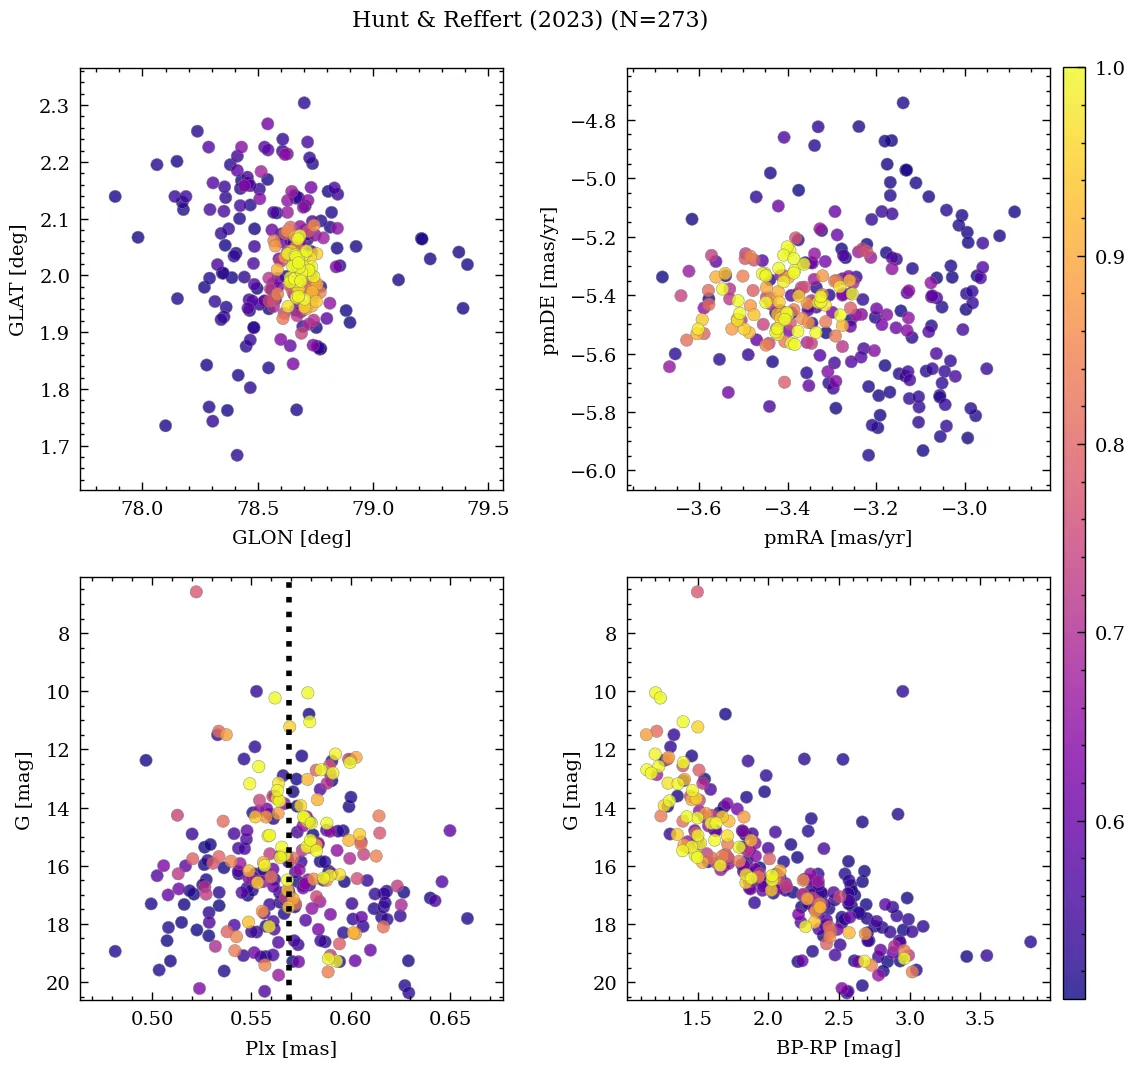 Hunt & Reffert (2023) (N=273)
2.3
2.2
2.1
2.0
1.9
1.8
1.7
GLAT [deg]
78.0 78.5 79.0 79.5
GLON [deg]
−4.8
−5.0
−5.2
−5.4
−5.6
−5.8
−6.0
pmDE [mas/yr]
−3.6 −3.4 −3.2 −3.0
pmRA [mas/yr]
8
10
12
14
16
18
20
G [mag]
0.50 0.55 0.60 0.65
Plx [mas]
8
10
12
14
16
18
20
G [mag]
1.5 2.0 2.5 3.0 3.5
BP-RP [mag]
1.0
0.9
0.8
0.7
0.6